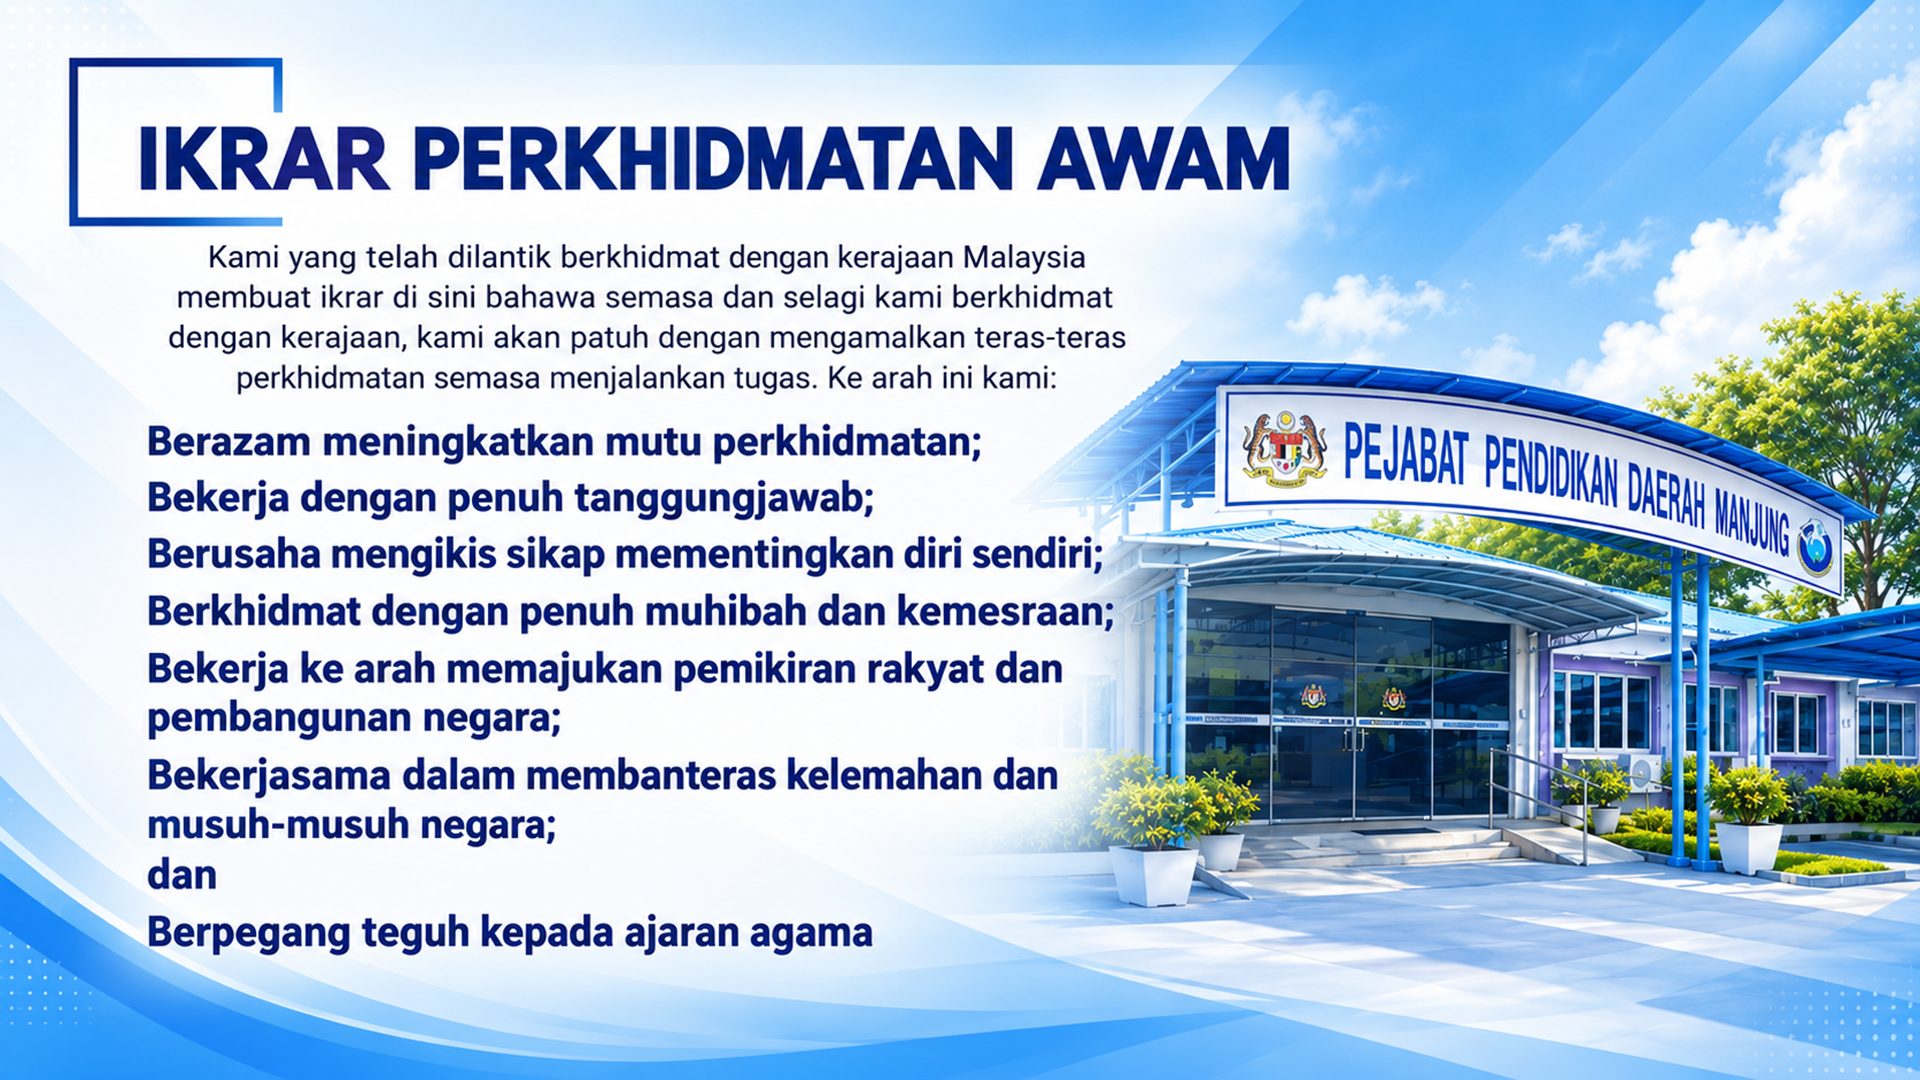 IKRAR PERKHIDMATAN AWAM
Kami yang telah dilantik berkhidmat dengan kerajaan Malaysia
membuat ikrar di sini bahawa semasa dan selagi kami berkhidmat
dengan kerajaan, kami akan patuh dengan mengamalkan teras-teras
perkhidmatan semasa menjalankan tugas. Ke arah ini kami:
Berazam meningkatkan mutu perkhidmatan;
Bekerja dengan penuh tanggungjawab;
Berusaha mengikis sikap mementingkan diri sendiri;
Berkhidmat dengan penuh muhibah dan kemesraan;
Bekerja ke arah memajukan pemikiran rakyat dan
pembangunan negara;
Bekerjasama dalam membanteras kelemahan dan
musuh-musuh negara;
dan
Berpegang teguh kepada ajaran agama
PEJABAT PENDIDIKAN DAERAH MANJUNG